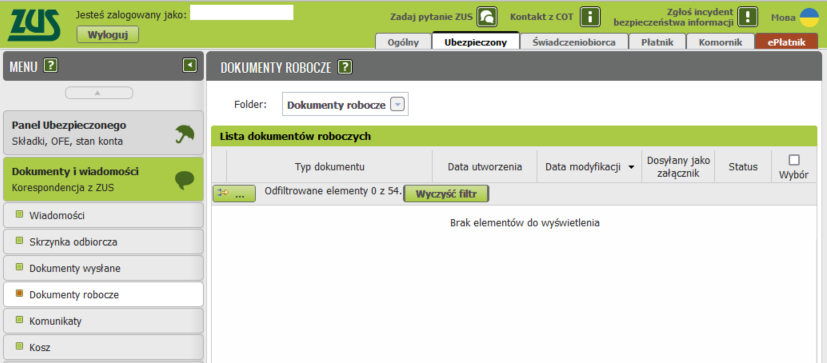 ZUS
Jesteś zalogowany jako:
Wyloguj
Zadaj pytanie ZUS
Kontakt z COT
Zgłoś incydent
bezpieczeństwa informacji
Мова
Ogólny
Ubezpieczony
Świadczeniobiorca
Płatnik
Komornik
ePłatnik
MENU ?
DOKUMENTY ROBOCZE ?
Folder: Dokumenty robocze
Panel Ubezpieczonego
Składki, OFE, stan konta
Dokumenty i wiadomości
Korespondencja z ZUS
Wiadomości
Skrzynka odbiorcza
Dokumenty wysłane
Dokumenty robocze
Komunikaty
Kosz
Lista dokumentów roboczych
Typ dokumentu
Data utworzenia
Data modyfikacji
Dosyłany jako
załącznik
Status
Wybór
... Odfiltrowane elementy 0 z 54. Wyczyść filtr
Brak elementów do wyświetlenia